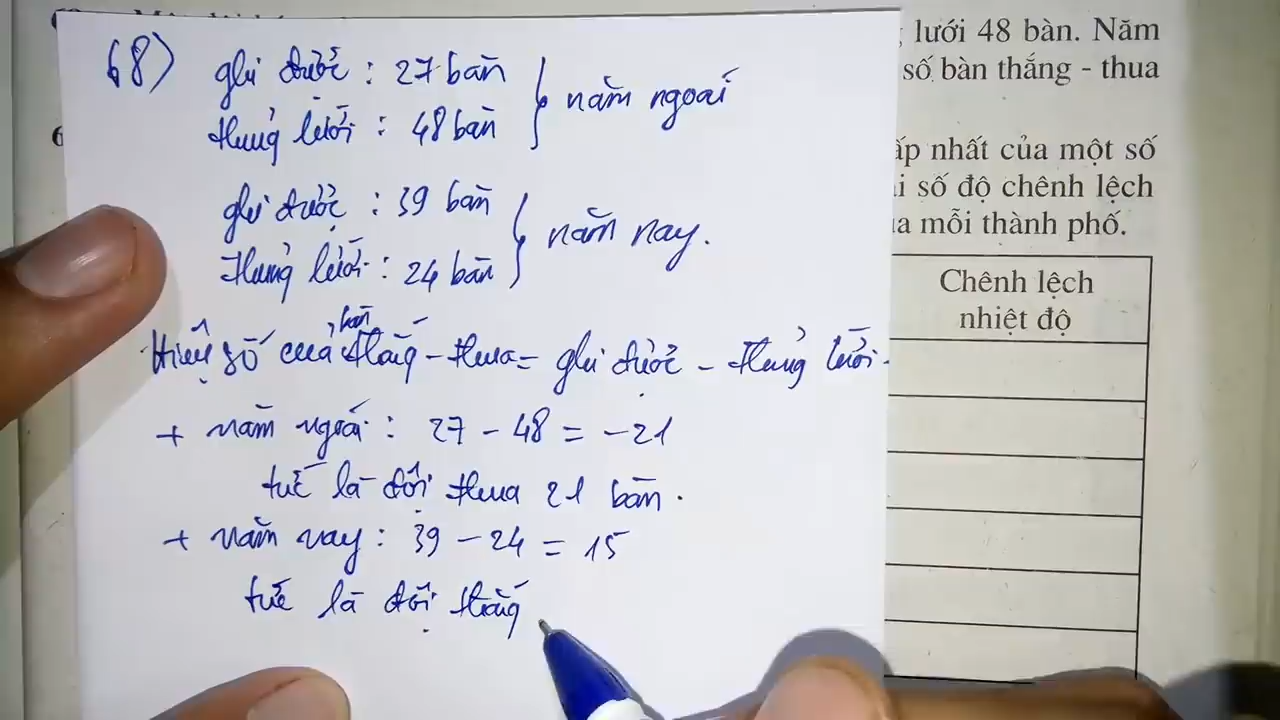 68)
ghi được : 27 bàn
thủng lưới : 48 bàn
năm ngoái
ghi được : 39 bàn
Thủng lưới : 24 bàn
năm nay.
bàn
Hiệu số của thắng - thua = ghi được - thủng lưới.
+ năm ngoái : 27 - 48 = -21
tức là đội thua 21 bàn.
+ năm nay : 39 - 24 = 15
tức là đội thắng
lưới 48 bàn. Năm
số bàn thắng - thua
6
ấp nhất của một số
i số độ chênh lệch
a mỗi thành phố.
Chênh lệch
nhiệt độ